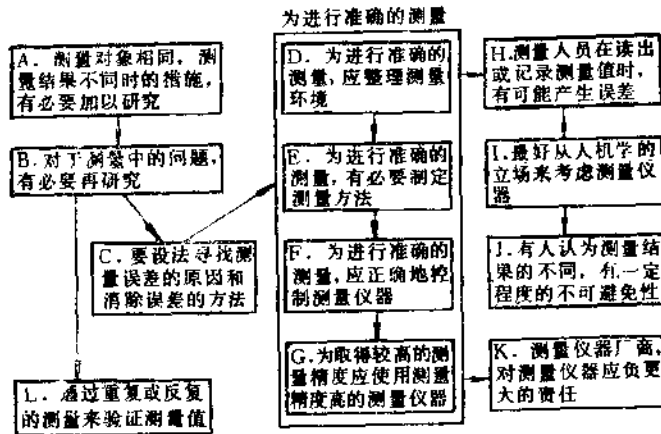 为进行准确的测量
A. 测量对象相同，测
量结果不同时的措施，
有必要加以研究
B. 对于测量中的问题，
有必要再研究
C. 要设法寻找测
量误差的原因和
消除误差的方法
L. 通过重复或反复
的测量来验证测量值
D. 为进行准确的
测量，应整理测量
环境
E. 为进行准确的
测量，有必要制定
测量方法
F. 为进行准确的
测量，应正确地控
制测量仪器
G. 为取得较高的测
量精度应使用测量
精度高的测量仪器
H. 测量人员在读出
或记录测量值时，
有可能产生误差
I. 最好从人机学的
立场来考虑测量仪
器
J. 有人认为测量结
果的不同，有一定
程度的不可避免性
K. 测量仪器厂商，
对测量仪器应负更
大的责任